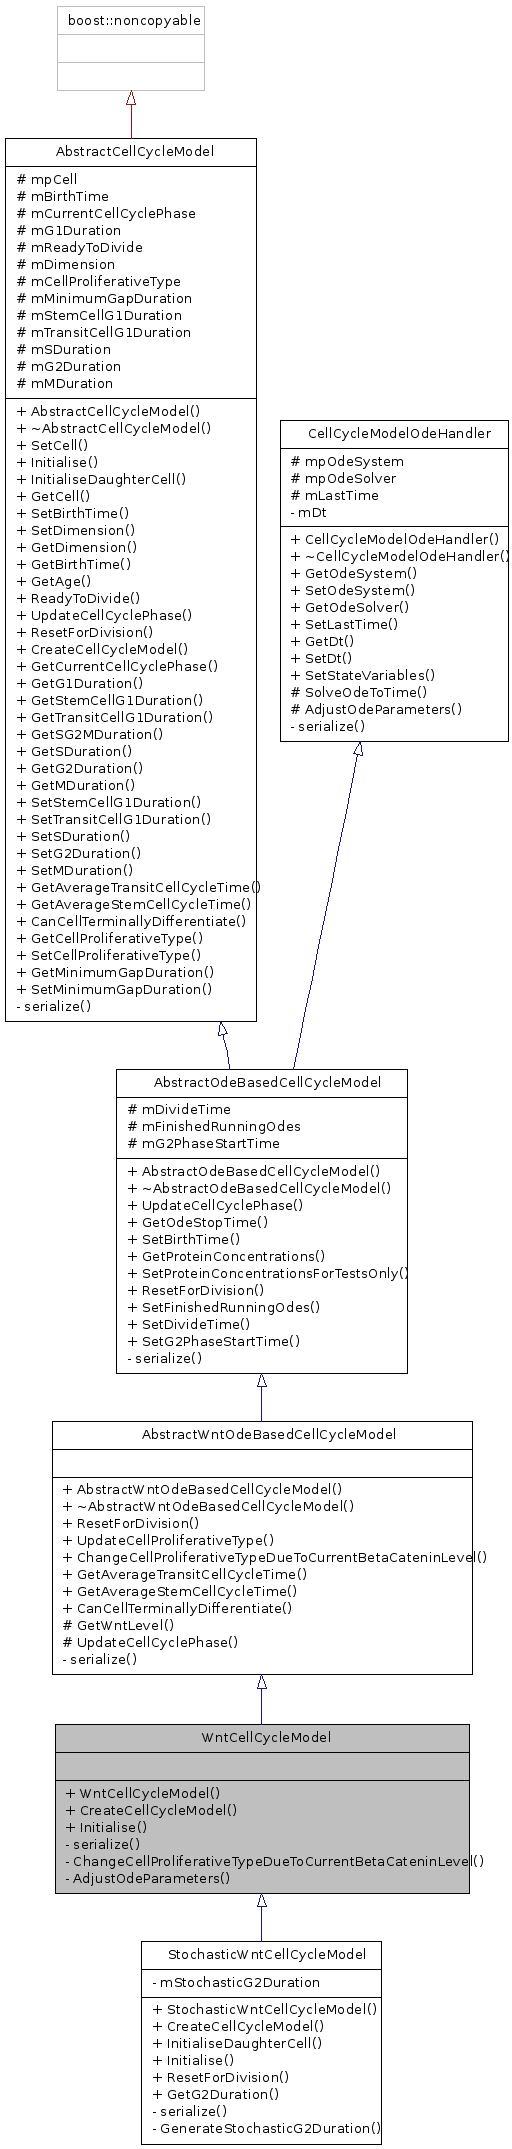 boost::noncopyable
AbstractCellCycleModel
# mpCell
# mBirthTime
# mCurrentCellCyclePhase
# mG1Duration
# mReadyToDivide
# mDimension
# mCellProliferativeType
# mMinimumGapDuration
# mStemCellG1Duration
# mTransitCellG1Duration
# mSDuration
# mG2Duration
# mMDuration
+ AbstractCellCycleModel()
+ ~AbstractCellCycleModel()
+ SetCell()
+ Initialise()
+ InitialiseDaughterCell()
+ GetCell()
+ SetBirthTime()
+ SetDimension()
+ GetDimension()
+ GetBirthTime()
+ GetAge()
+ ReadyToDivide()
+ UpdateCellCyclePhase()
+ ResetForDivision()
+ CreateCellCycleModel()
+ GetCurrentCellCyclePhase()
+ GetG1Duration()
+ GetStemCellG1Duration()
+ GetTransitCellG1Duration()
+ GetSG2MDuration()
+ GetSDuration()
+ GetG2Duration()
+ GetMDuration()
+ SetStemCellG1Duration()
+ SetTransitCellG1Duration()
+ SetSDuration()
+ SetG2Duration()
+ SetMDuration()
+ GetAverageTransitCellCycleTime()
+ GetAverageStemCellCycleTime()
+ CanCellTerminallyDifferentiate()
+ GetCellProliferativeType()
+ SetCellProliferativeType()
+ GetMinimumGapDuration()
+ SetMinimumGapDuration()
- serialize()
CellCycleModelOdeHandler
# mpOdeSystem
# mpOdeSolver
# mLastTime
- mDt
+ CellCycleModelOdeHandler()
+ ~CellCycleModelOdeHandler()
+ GetOdeSystem()
+ SetOdeSystem()
+ GetOdeSolver()
+ SetLastTime()
+ GetDt()
+ SetDt()
+ SetStateVariables()
# SolveOdeToTime()
# AdjustOdeParameters()
- serialize()
AbstractOdeBasedCellCycleModel
# mDivideTime
# mFinishedRunningOdes
# mG2PhaseStartTime
+ AbstractOdeBasedCellCycleModel()
+ ~AbstractOdeBasedCellCycleModel()
+ UpdateCellCyclePhase()
+ GetOdeStopTime()
+ SetBirthTime()
+ GetProteinConcentrations()
+ SetProteinConcentrationsForTestsOnly()
+ ResetForDivision()
+ SetFinishedRunningOdes()
+ SetDivideTime()
+ SetG2PhaseStartTime()
- serialize()
AbstractWntOdeBasedCellCycleModel
+ AbstractWntOdeBasedCellCycleModel()
+ ~AbstractWntOdeBasedCellCycleModel()
+ ResetForDivision()
+ UpdateCellProliferativeType()
+ ChangeCellProliferativeTypeDueToCurrentBetaCateninLevel()
+ GetAverageTransitCellCycleTime()
+ GetAverageStemCellCycleTime()
+ CanCellTerminallyDifferentiate()
# GetWntLevel()
# UpdateCellCyclePhase()
- serialize()
WntCellCycleModel
+ WntCellCycleModel()
+ CreateCellCycleModel()
+ Initialise()
- serialize()
- ChangeCellProliferativeTypeDueToCurrentBetaCateninLevel()
- AdjustOdeParameters()
StochasticWntCellCycleModel
- mStochasticG2Duration
+ StochasticWntCellCycleModel()
+ CreateCellCycleModel()
+ InitialiseDaughterCell()
+ Initialise()
+ ResetForDivision()
+ GetG2Duration()
- serialize()
- GenerateStochasticG2Duration()